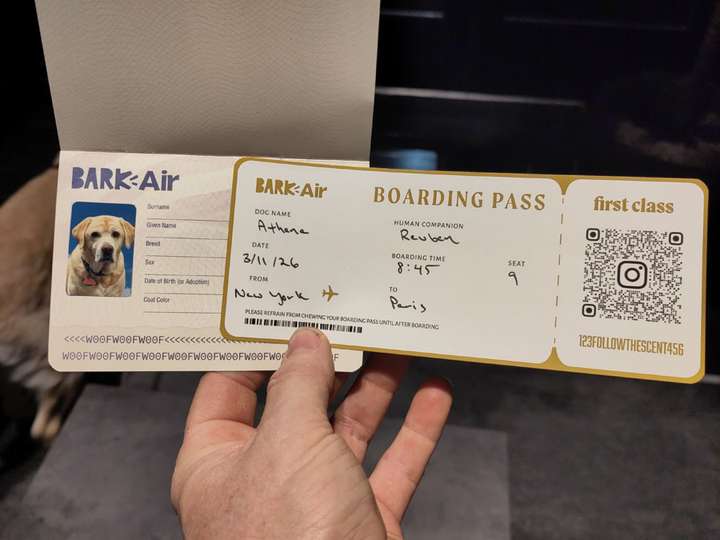 BARK Air
Surname
Given Name
Breed
Sex
Date of Birth (or Adoption)
Coat Color
<<<<WOOFWOOFWOOF<<<<<<<<<<<<<<<<<
WOOFWOOFWOOFWOOFWOOFWOOFWOOF
BARK Air
BOARDING PASS
DOG NAME
Athena
HUMAN COMPANION
Reuben
DATE
3/11/26
BOARDING TIME
8:45
SEAT
9
FROM
New York
TO
Paris
PLEASE REFRAIN FROM CHEWING YOUR BOARDING PASS UNTIL AFTER BOARDING
first class
123FOLLOWTHESCENT456